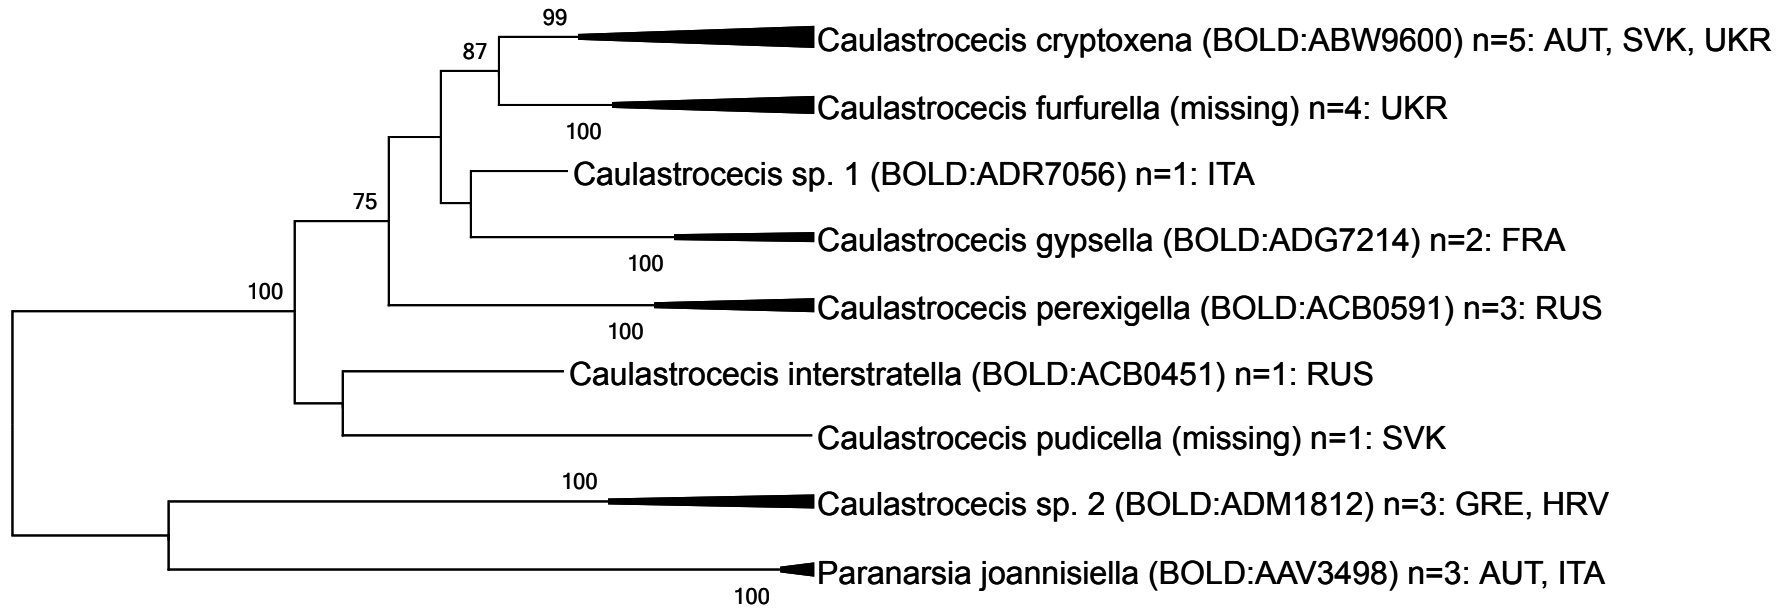 99
Caulastrocecis cryptoxena (BOLD:ABW9600) n=5: AUT, SVK, UKR
87
Caulastrocecis furfurella (missing) n=4: UKR
100
Caulastrocecis sp. 1 (BOLD:ADR7056) n=1: ITA
75
Caulastrocecis gypsella (BOLD:ADG7214) n=2: FRA
100
100
Caulastrocecis perexigella (BOLD:ACB0591) n=3: RUS
100
Caulastrocecis interstratella (BOLD:ACB0451) n=1: RUS
Caulastrocecis pudicella (missing) n=1: SVK
100
Caulastrocecis sp. 2 (BOLD:ADM1812) n=3: GRE, HRV
Paranarsia joannisiella (BOLD:AAV3498) n=3: AUT, ITA
100